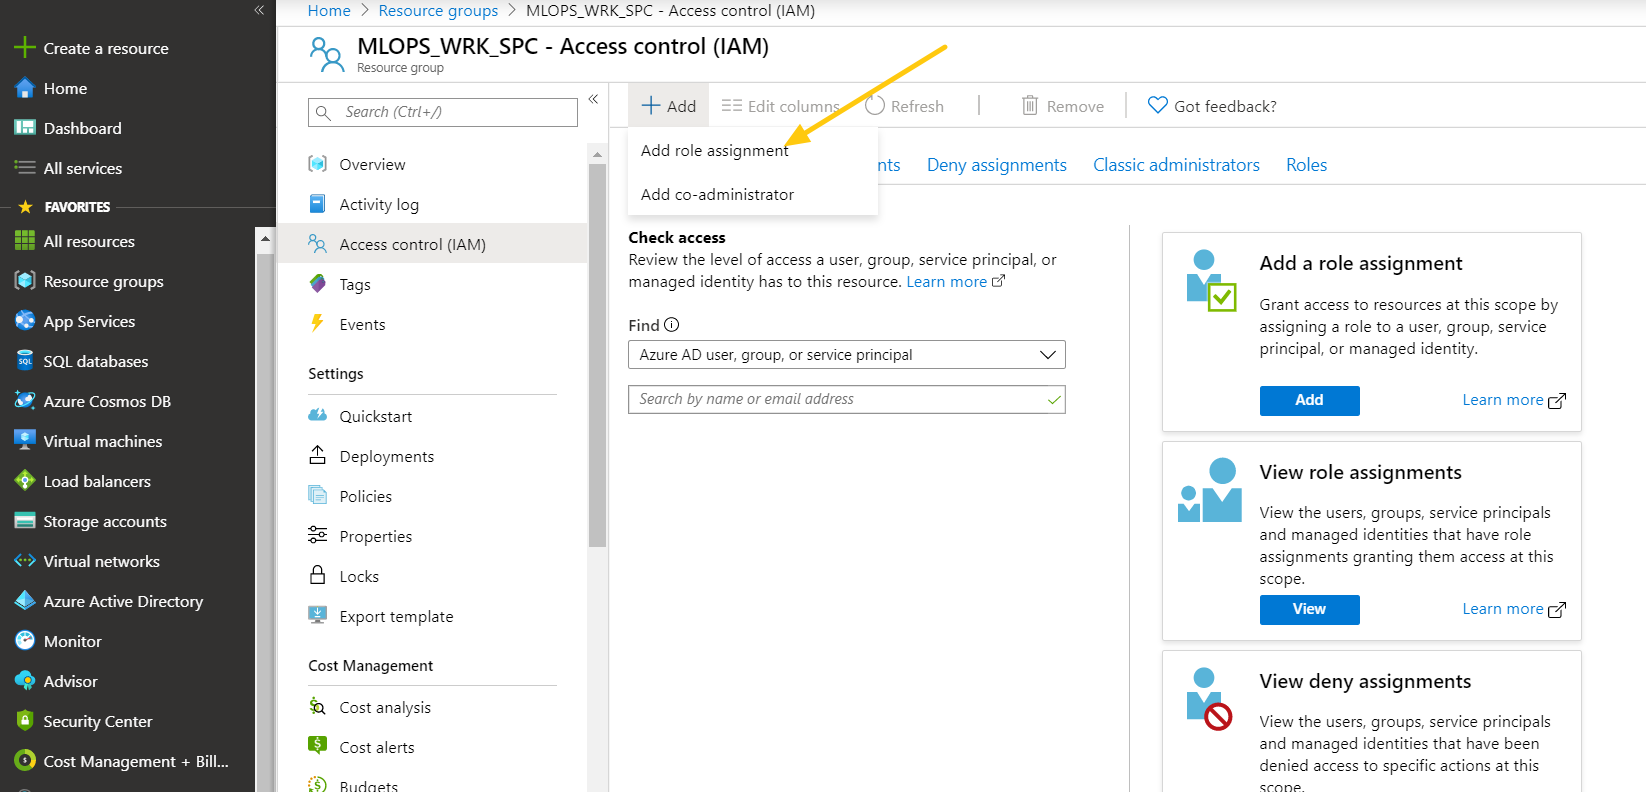 Home > Resource groups > MLOPS_WRK_SPC - Access control (IAM)
MLOPS_WRK_SPC - Access control (IAM)
Resource group
Create a resource
Home
Dashboard
All services
FAVORITES
All resources
Resource groups
App Services
SQL databases
Azure Cosmos DB
Virtual machines
Load balancers
Storage accounts
Virtual networks
Azure Active Directory
Monitor
Advisor
Security Center
Cost Management + Bill...
Search (Ctrl+/)
Overview
Activity log
Access control (IAM)
Tags
Events
Settings
Quickstart
Deployments
Policies
Properties
Locks
Export template
Cost Management
Cost analysis
Cost alerts
Budgets
Add
Edit columns
Refresh
Remove
Got feedback?
Add role assignment
Add co-administrator
nts
Deny assignments
Classic administrators
Roles
Check access
Review the level of access a user, group, service principal, or
managed identity has to this resource. Learn more
Find
Azure AD user, group, or service principal
Search by name or email address
Add a role assignment
Grant access to resources at this scope by
assigning a role to a user, group, service
principal, or managed identity.
Add
Learn more
View role assignments
View the users, groups, service principals
and managed identities that have role
assignments granting them access at this
scope.
View
Learn more
View deny assignments
View the users, groups, service principals
and managed identities that have been
denied access to specific actions at this
scope.